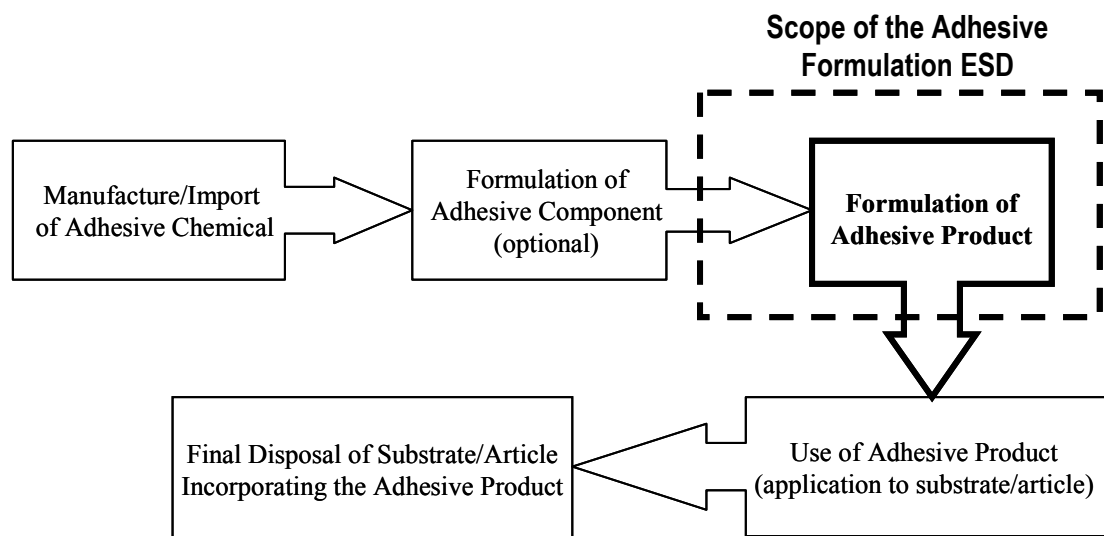 Scope of the Adhesive
Formulation ESD
Manufacture/Import
of Adhesive Chemical
Formulation of
Adhesive Component
(optional)
Formulation of
Adhesive Product
Use of Adhesive Product
(application to substrate/article)
Final Disposal of Substrate/Article
Incorporating the Adhesive Product